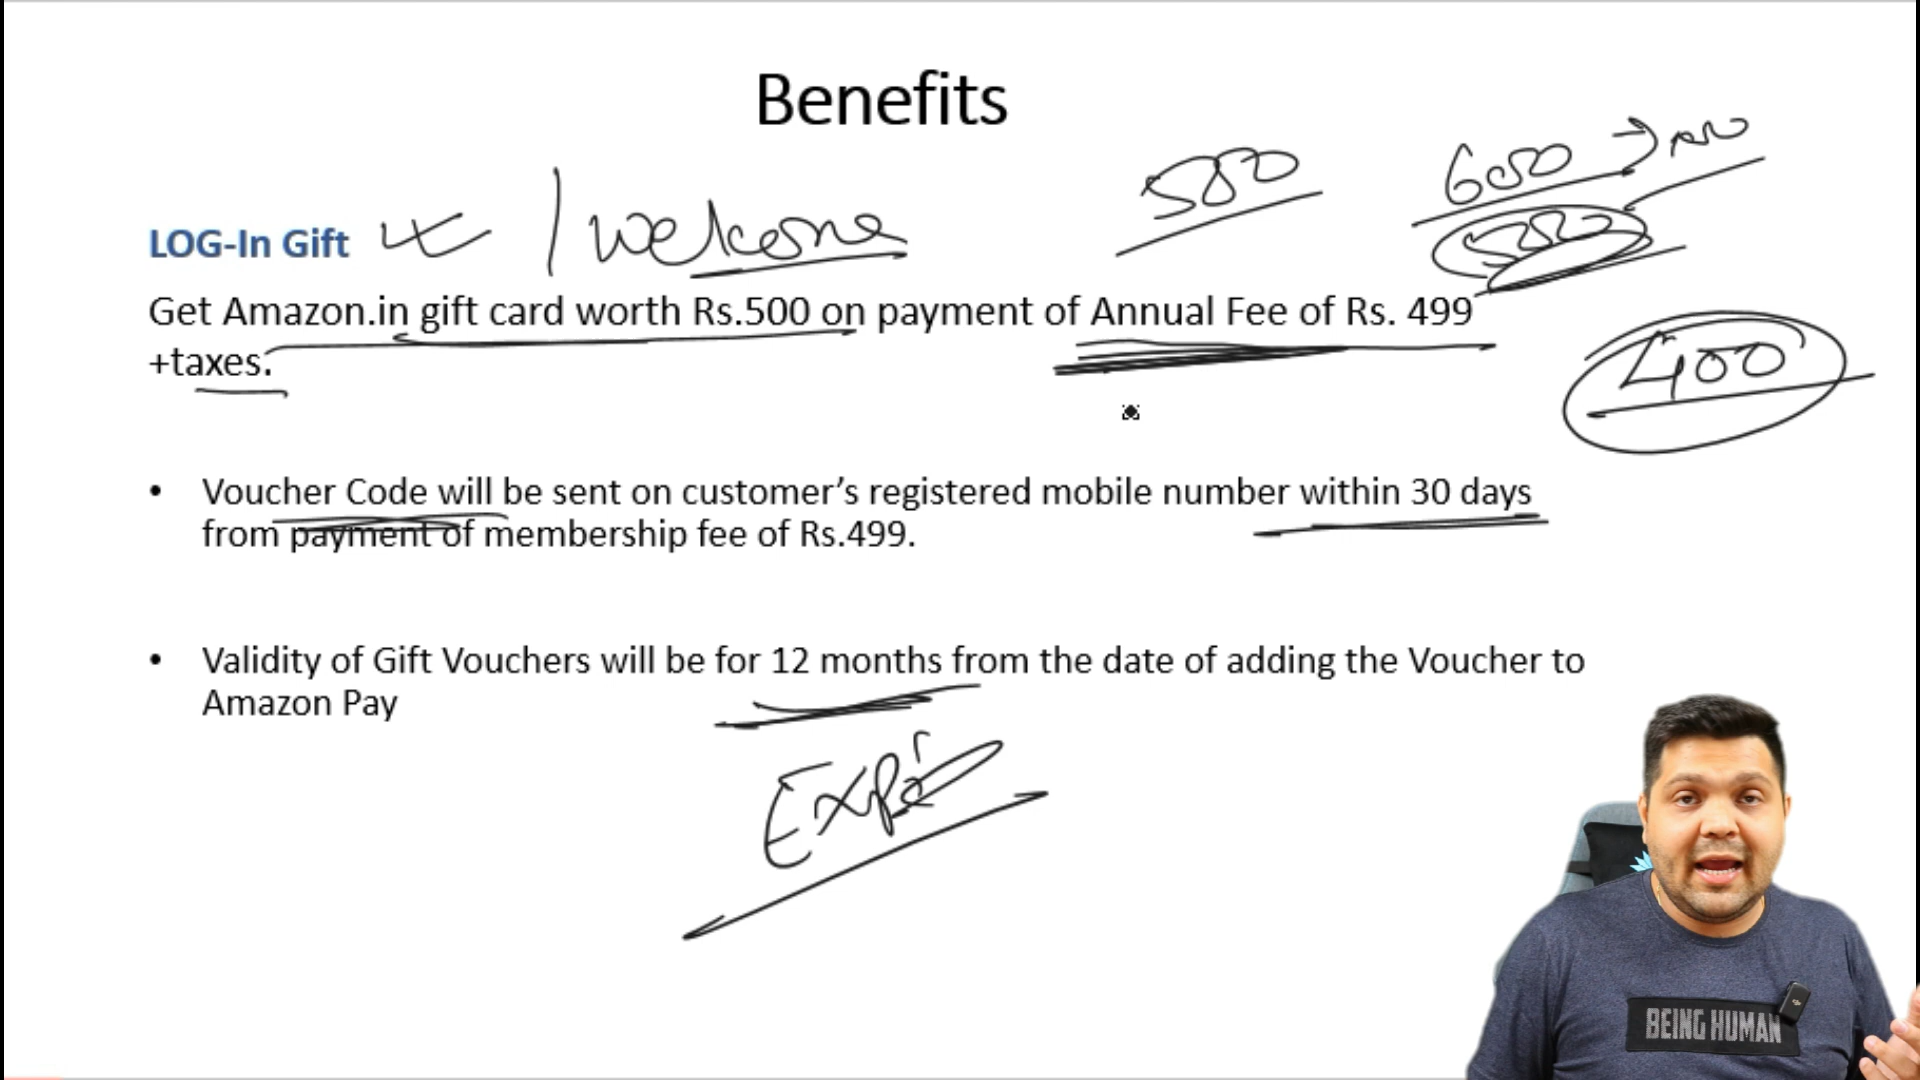 Benefits
580
6000 → no
LOG-In Gift / Welcome
Get Amazon.in gift card worth Rs.500 on payment of Annual Fee of Rs. 499
+taxes.
400
• Voucher Code will be sent on customer’s registered mobile number within 30 days
from payment of membership fee of Rs.499.
• Validity of Gift Vouchers will be for 12 months from the date of adding the Voucher to
Amazon Pay
BEING HUMAN